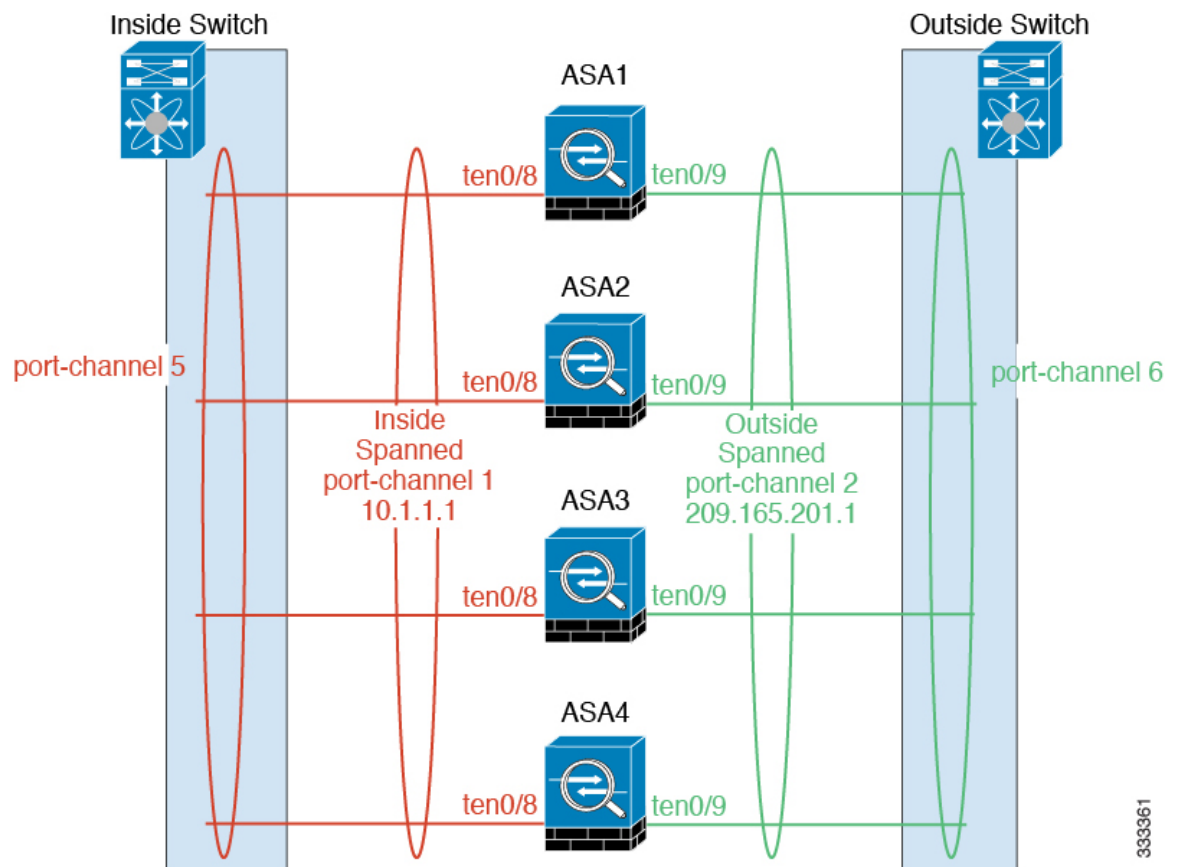 Inside Switch
Outside Switch
ASA1
ten0/8
ten0/9
ASA2
port-channel 5
ten0/8
ten0/9
port-channel 6
Inside
Spanned
port-channel 1
10.1.1.1
Outside
Spanned
port-channel 2
209.165.201.1
ASA3
ten0/8
ten0/9
ASA4
ten0/8
ten0/9
333361